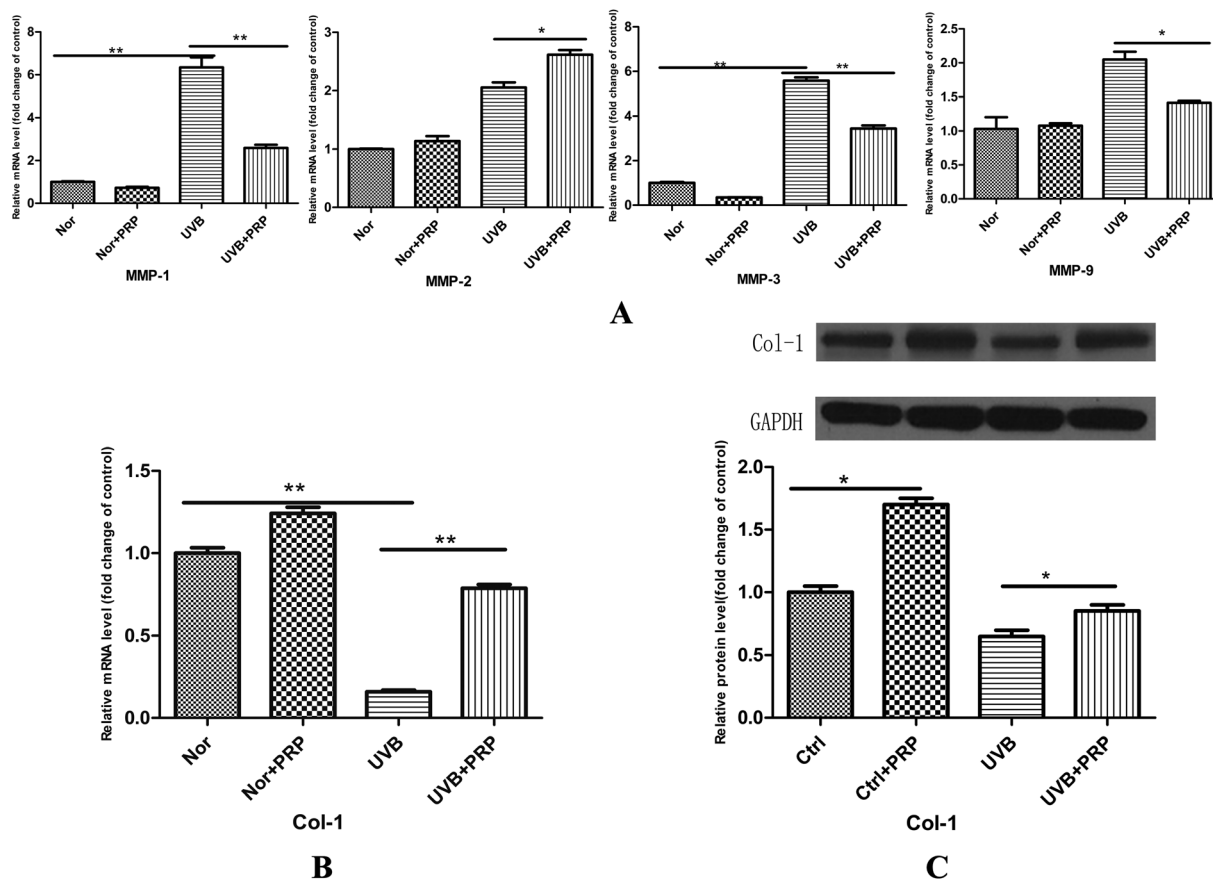 Relative mRNA level (fold change of control)
8
6
4
2
0
**
**
Nor
Nor+PRP
UVB
UVB+PRP
MMP-1
Relative mRNA level (fold change of control)
3
2
1
0
*
Nor
Nor+PRP
UVB
UVB+PRP
MMP-2
Relative mRNA level (fold change of control)
8
6
4
2
0
**
**
Nor
Nor+PRP
UVB
UVB+PRP
MMP-3
Relative mRNA level (fold change of control)
2.5
2.0
1.5
1.0
0.5
0.0
*
Nor
Nor+PRP
UVB
UVB+PRP
MMP-9
A
Relative mRNA level (fold change of control)
1.5
1.0
0.5
0.0
**
**
Nor
Nor+PRP
UVB
UVB+PRP
Col-1
B
Col-1
GAPDH
Relative protein level(fold change of control)
2.0
1.5
1.0
0.5
0.0
*
*
Ctrl
Ctrl+PRP
UVB
UVB+PRP
Col-1
C